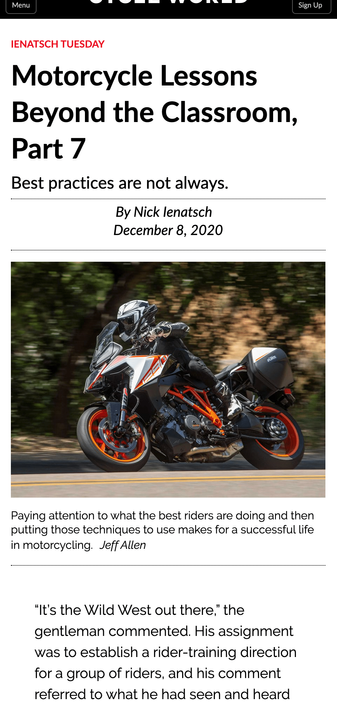 CYCLE WORLD
Menu
Sign Up
IENATSCH TUESDAY
Motorcycle Lessons
Beyond the Classroom,
Part 7
Best practices are not always.
By Nick Ienatsch
December 8, 2020
Paying attention to what the best riders are doing and then
putting those techniques to use makes for a successful life
in motorcycling. Jeff Allen
“It’s the Wild West out there,” the
gentleman commented. His assignment
was to establish a rider-training direction
for a group of riders, and his comment
referred to what he had seen and heard